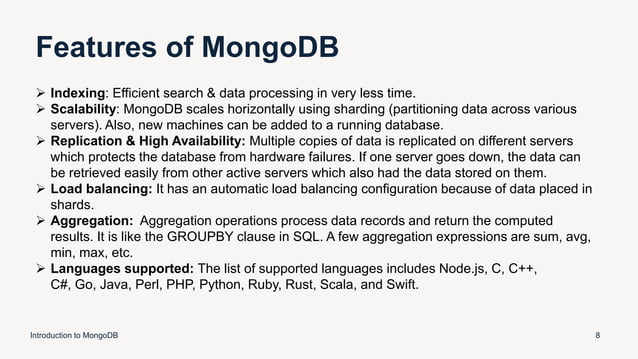 Features of MongoDB
➢ Indexing: Efficient search & data processing in very less time.
➢ Scalability: MongoDB scales horizontally using sharding (partitioning data across various
servers). Also, new machines can be added to a running database.
➢ Replication & High Availability: Multiple copies of data is replicated on different servers
which protects the database from hardware failures. If one server goes down, the data can
be retrieved easily from other active servers which also had the data stored on them.
➢ Load balancing: It has an automatic load balancing configuration because of data placed in
shards.
➢ Aggregation: Aggregation operations process data records and return the computed
results. It is like the GROUPBY clause in SQL. A few aggregation expressions are sum, avg,
min, max, etc.
➢ Languages supported: The list of supported languages includes Node.js, C, C++,
C#, Go, Java, Perl, PHP, Python, Ruby, Rust, Scala, and Swift.
Introduction to MongoDB
8